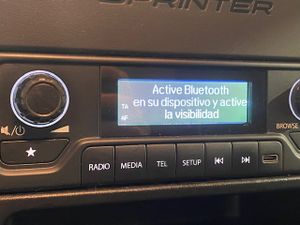 SPRINTER
Active Bluetooth
en su dispositivo y active
la visibilidad
TA
AF
BROWSE
RADIO
MEDIA
TEL
SETUP